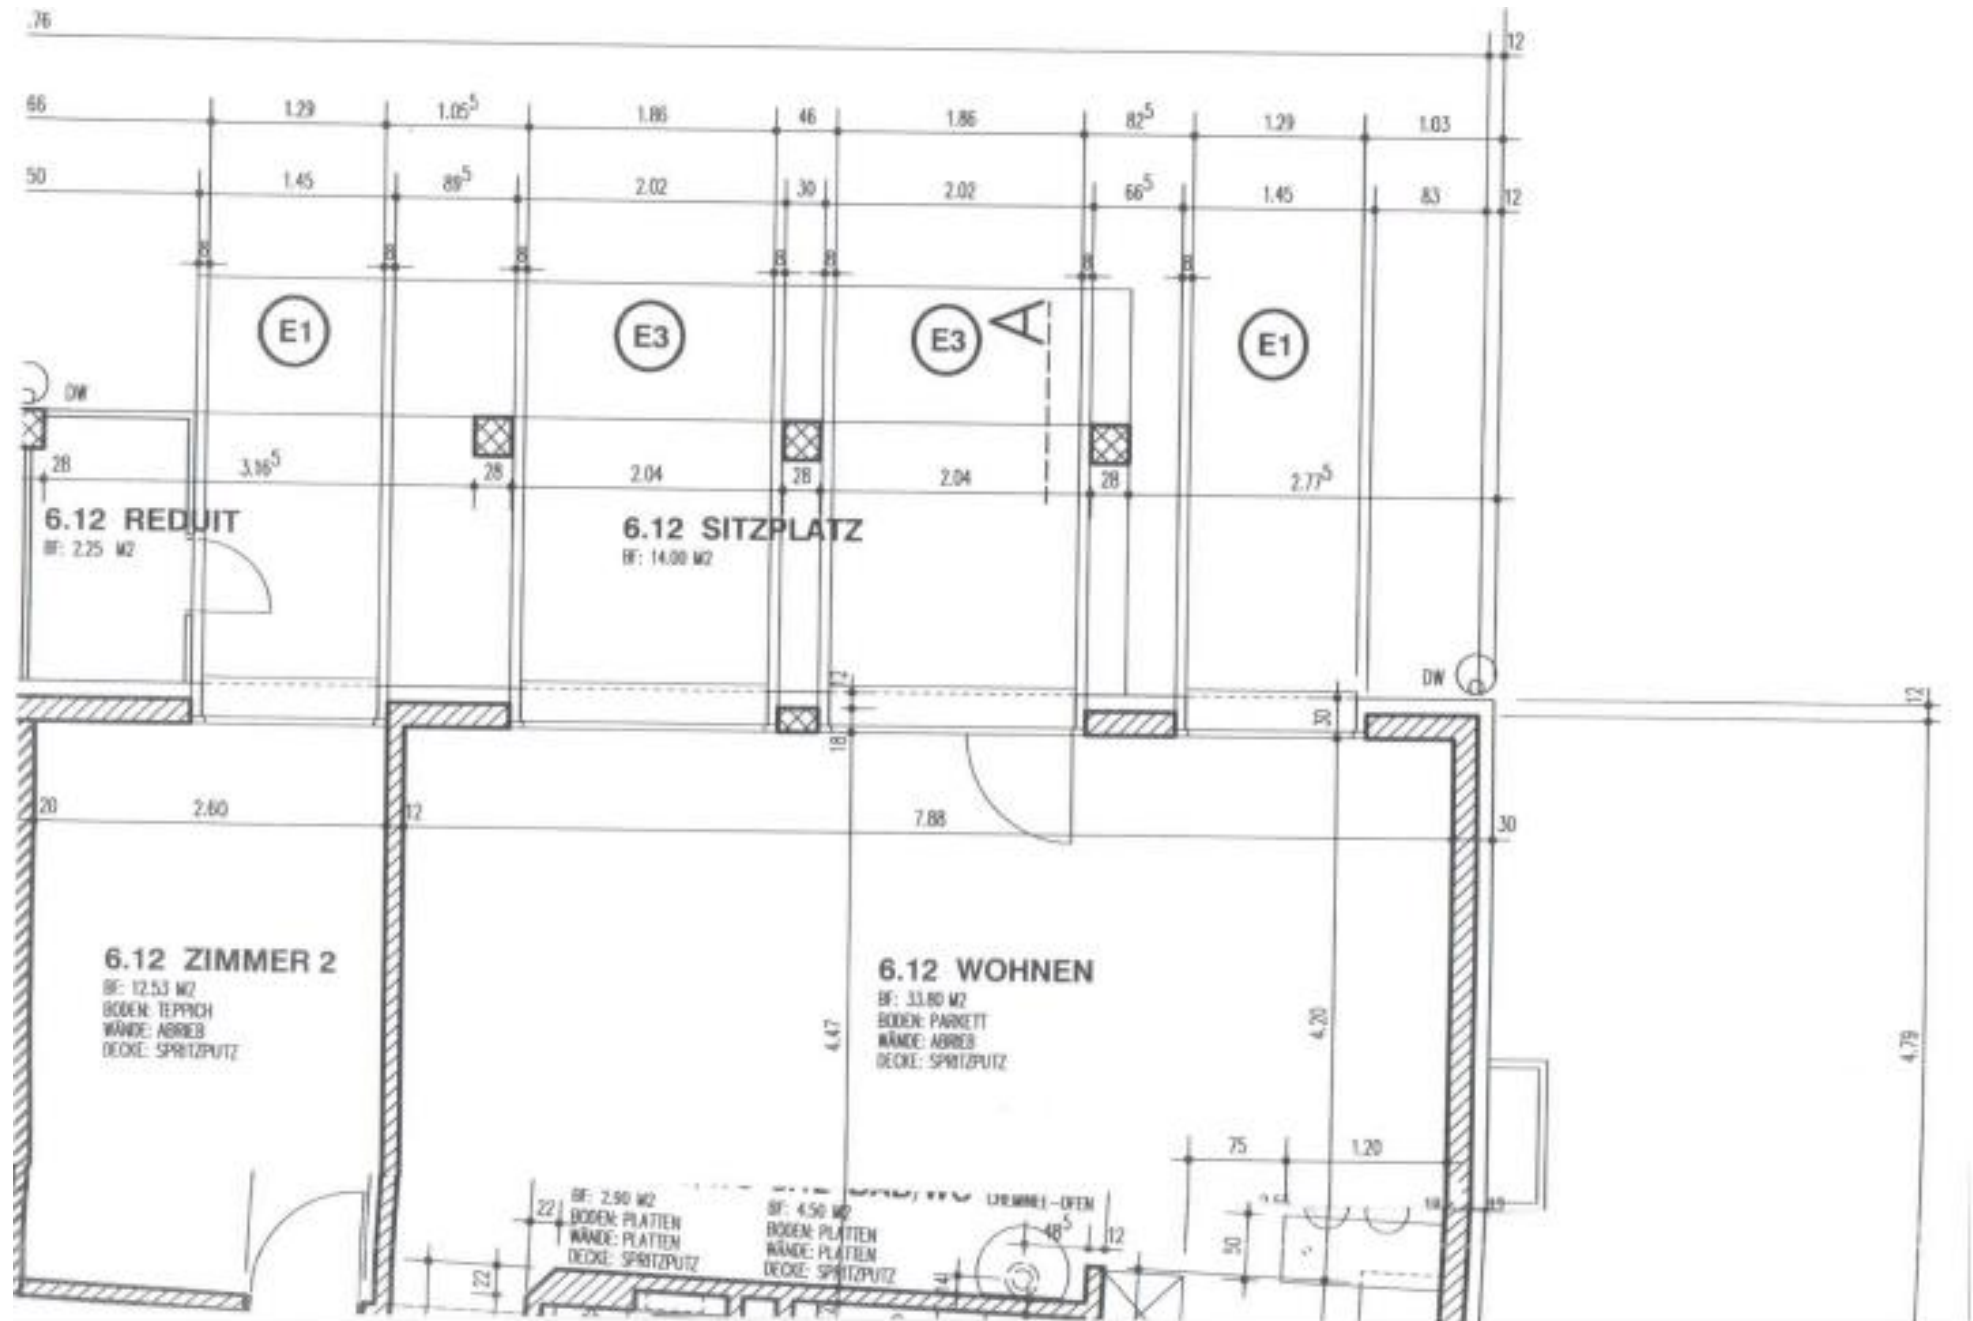 .76
12
66
1.29
1.05⁵
1.86
46
1.86
82⁵
1.29
1.03
50
1.45
89⁵
2.02
30
2.02
66⁵
1.45
83
12
8
8
8
8
8
8
8
E1
E3
E3
A
E1
DW
28
3.16⁵
28
2.04
28
2.04
28
2.77⁵
6.12 REDUIT
BF: 2.25 M2
6.12 SITZPLATZ
BF: 14.00 M2
DW
12
12
30
18
20
2.60
12
7.88
30
6.12 ZIMMER 2
BF: 12.53 M2
BODEN: TEPPICH
WÄNDE: ABRIEB
DECKE: SPRITZPUTZ
6.12 WOHNEN
BF: 33.80 M2
BODEN: PARKETT
WÄNDE: ABRIEB
DECKE: SPRITZPUTZ
4.47
4.20
4.79
75
1.20
22
BF: 2.90 M2
BODEN: PLATTEN
WÄNDE: PLATTEN
DECKE: SPRITZPUTZ
BF: 4.50 M2
BODEN: PLATTEN
WÄNDE: PLATTEN
DECKE: SPRITZPUTZ
48⁵
12
22